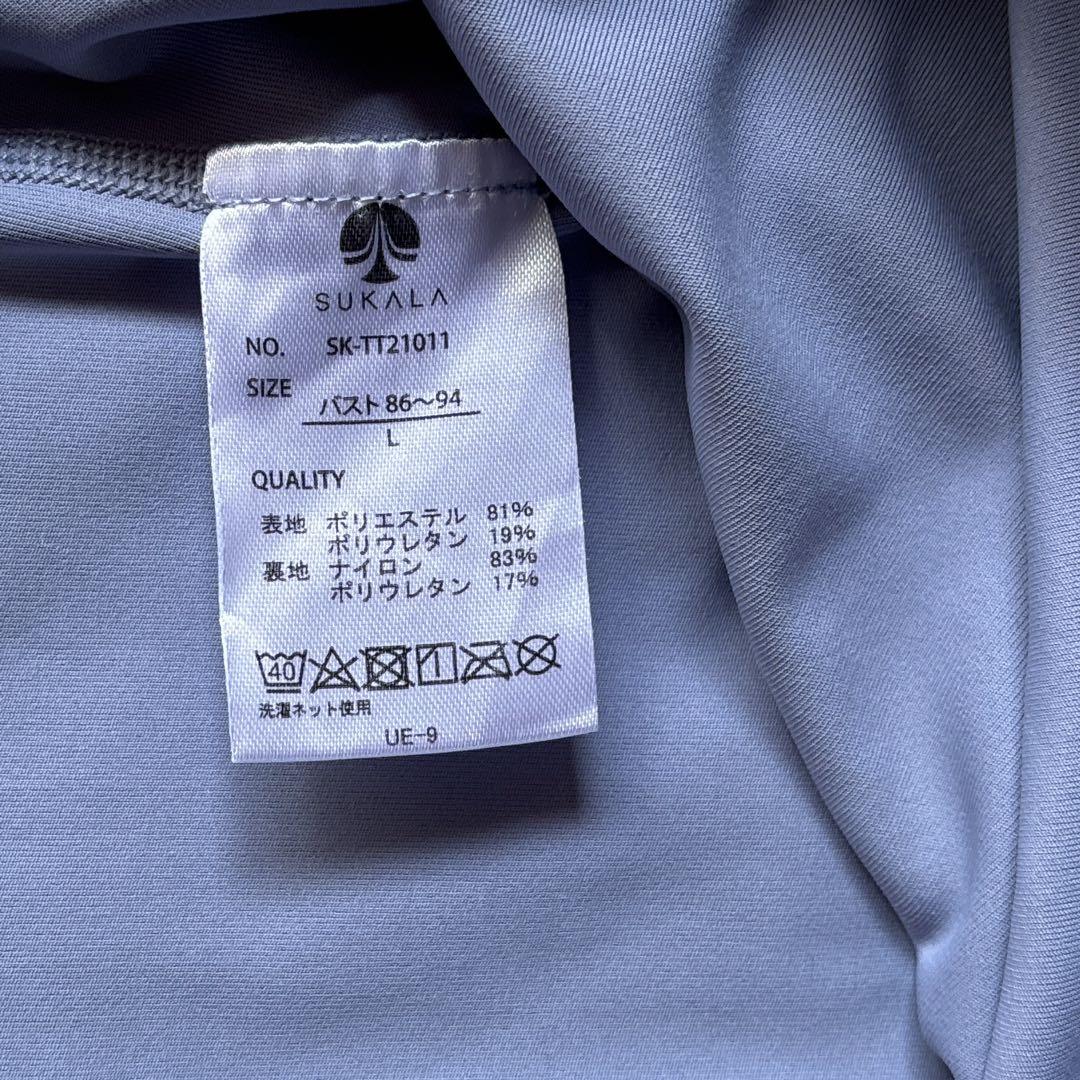 SUKALA
NO. SK-TT21011
SIZE バスト 86～94
L
QUALITY
表地 ポリエステル 81%
ポリウレタン 19%
裏地 ナイロン 83%
ポリウレタン 17%
40
洗濯ネット使用
UE-9